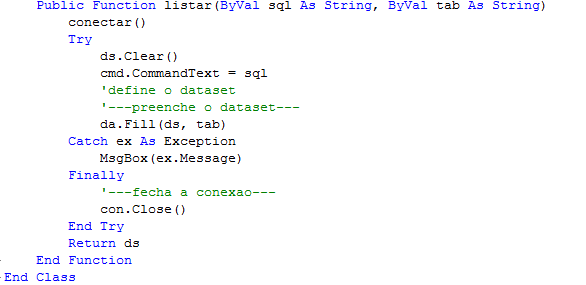 Public Function listar(ByVal sql As String, ByVal tab As String)
conectar()
Try
ds.Clear()
cmd.CommandText = sql
'define o dataset
'---preenche o dataset---
da.Fill(ds, tab)
Catch ex As Exception
MsgBox(ex.Message)
Finally
'---fecha a conexao---
con.Close()
End Try
Return ds
End Function
End Class